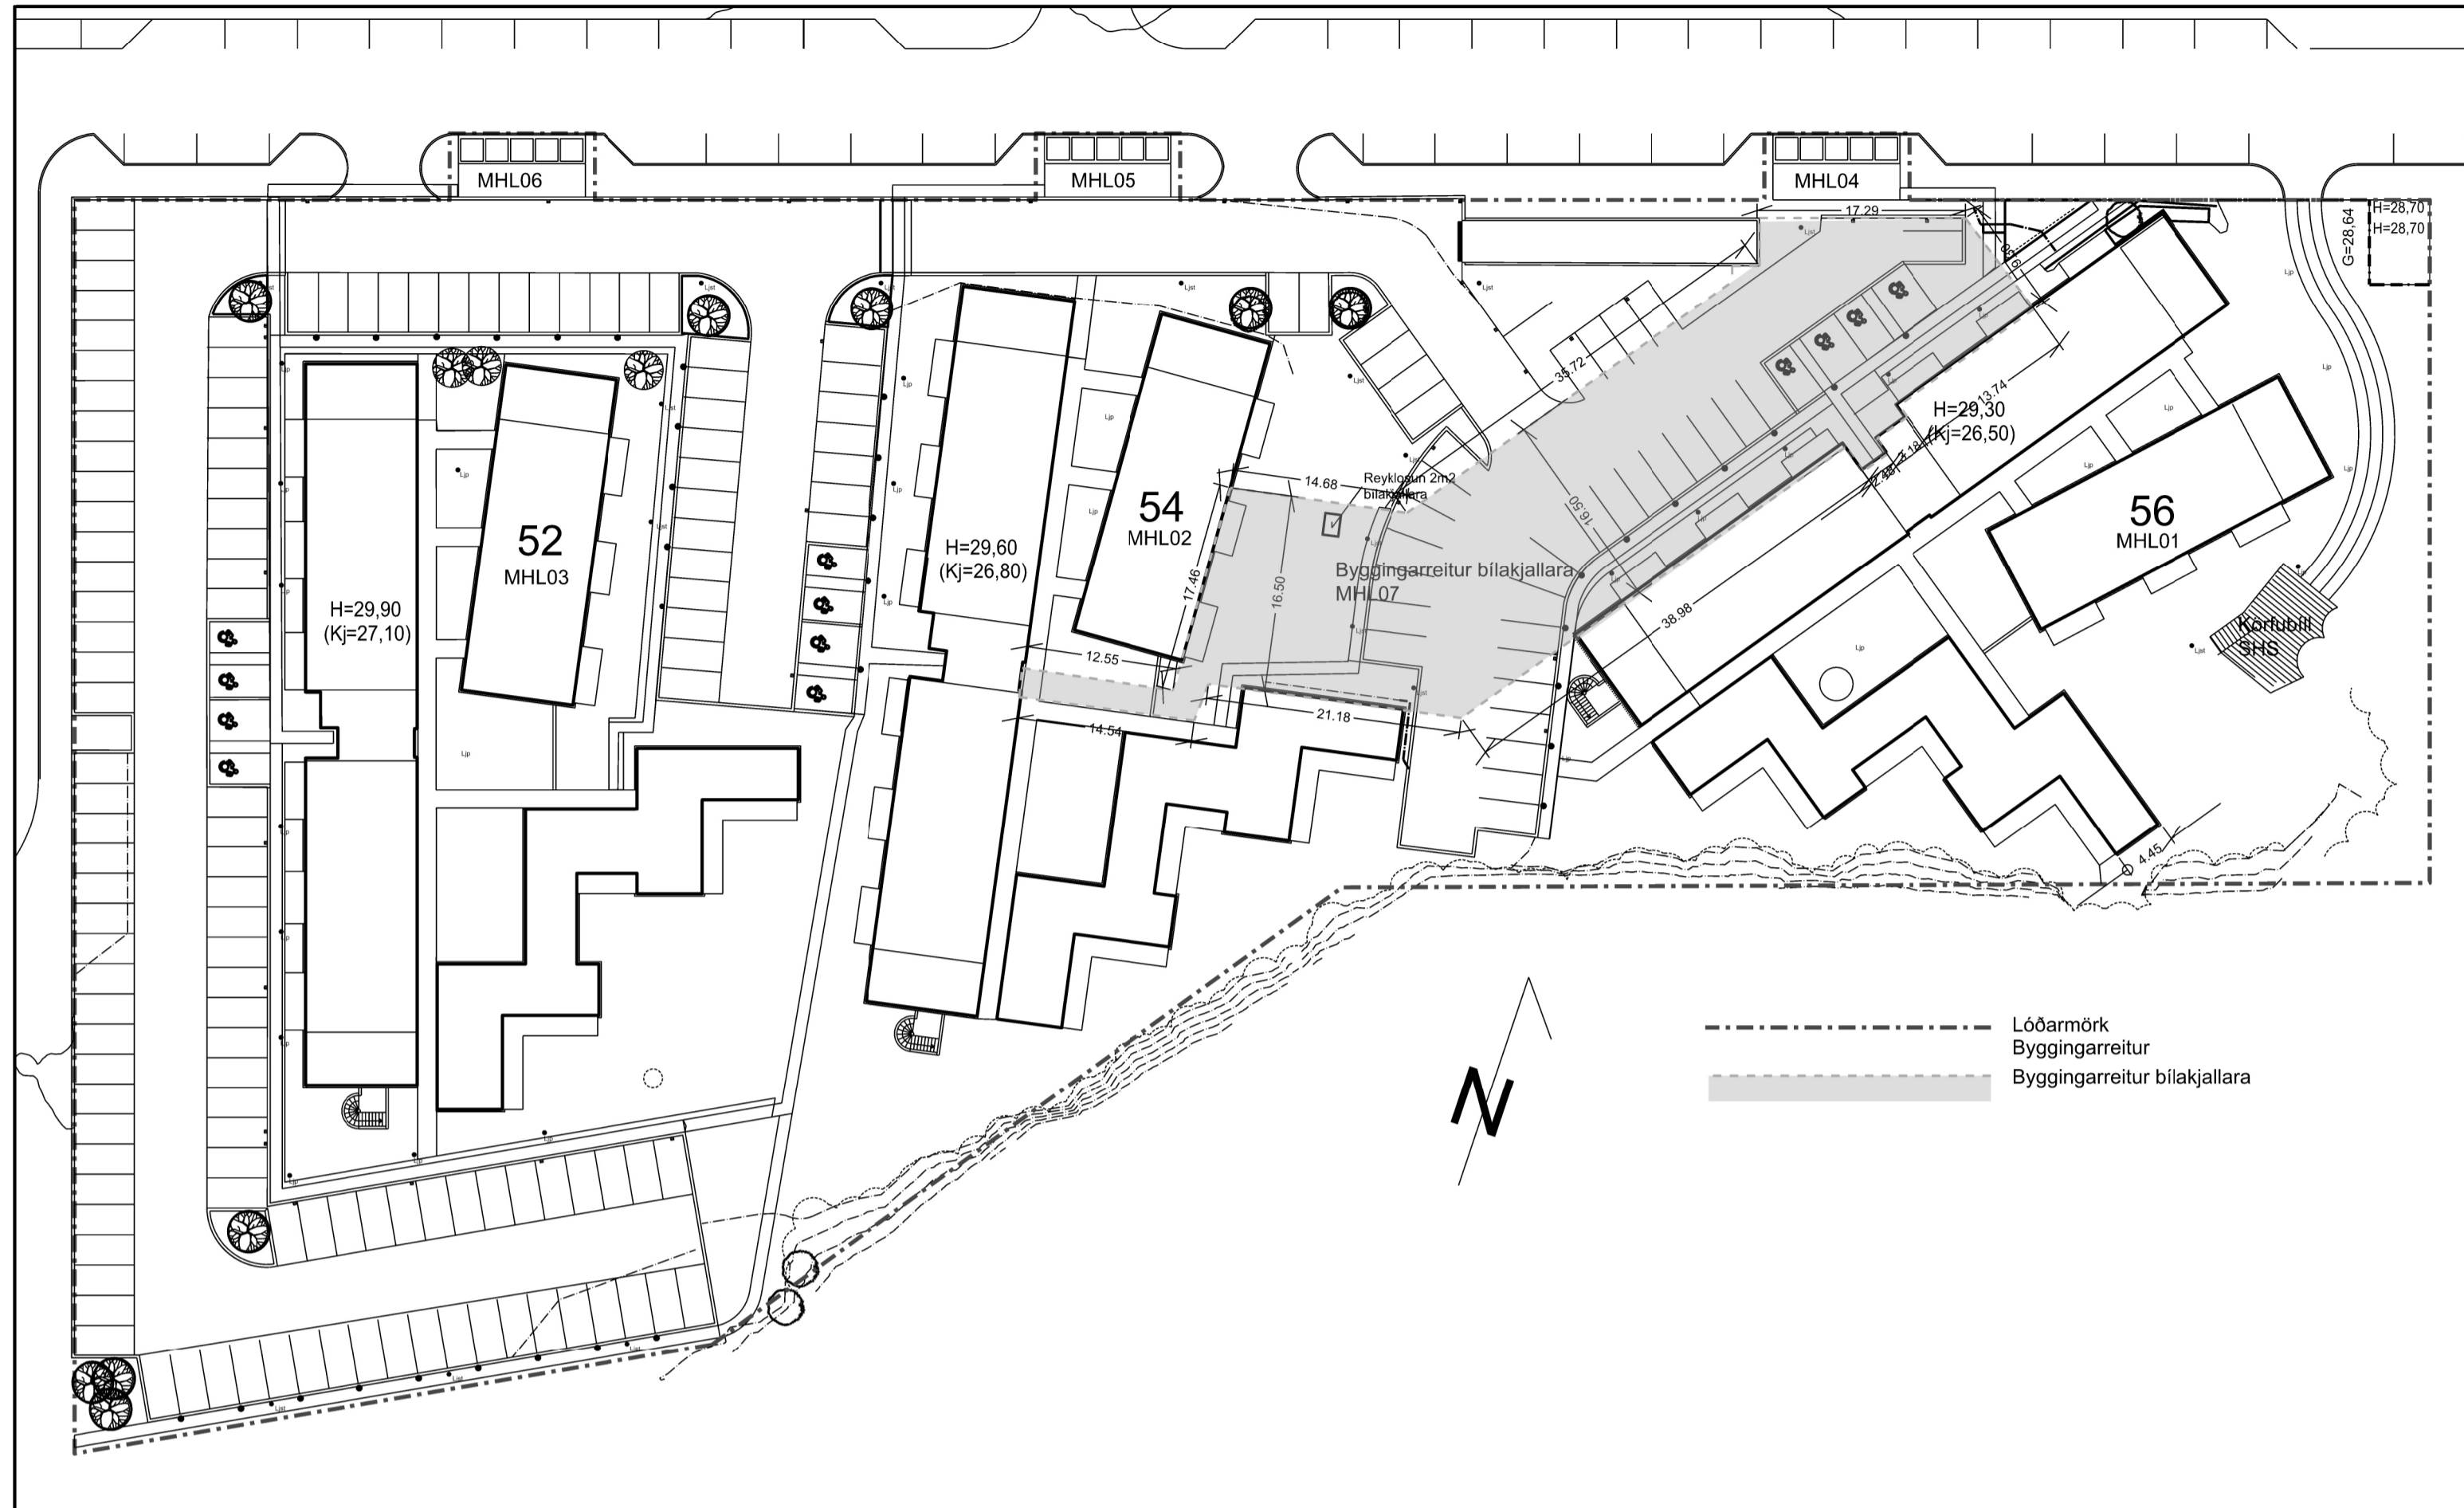 MHL06
MHL05
MHL04
17.29
G=28,64
H=28,70
H=28,70
35.72
13.74
H=29,30
(Kj=26,50)
14.68
Reyklosun 2m2
bílakjallara
16.50
54
MHL02
56
MHL01
52
MHL03
H=29,60
(Kj=26,80)
17.46
16.50
Byggingarreitur bílakjallara
MHL07
H=29,90
(Kj=27,10)
38.98
Körfubíll
SHS
12.55
21.18
14.54
4.45
N
Lóðarmörk
Byggingarreitur
Byggingarreitur bílakjallara